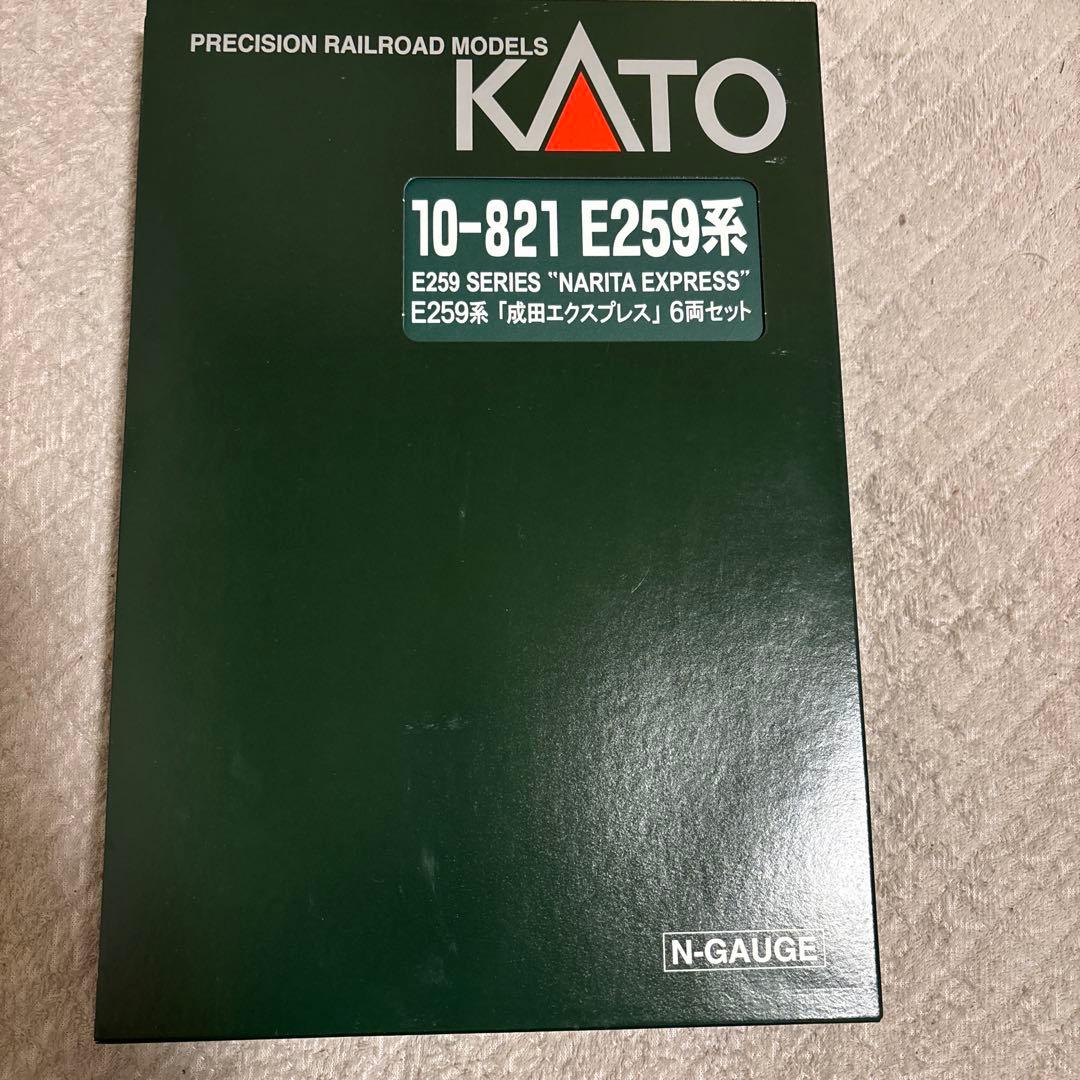 PRECISION RAILROAD MODELS
KATO
10-821 E259系
E259 SERIES “NARITA EXPRESS”
E259系「成田エクスプレス」6両セット
N-GAUGE